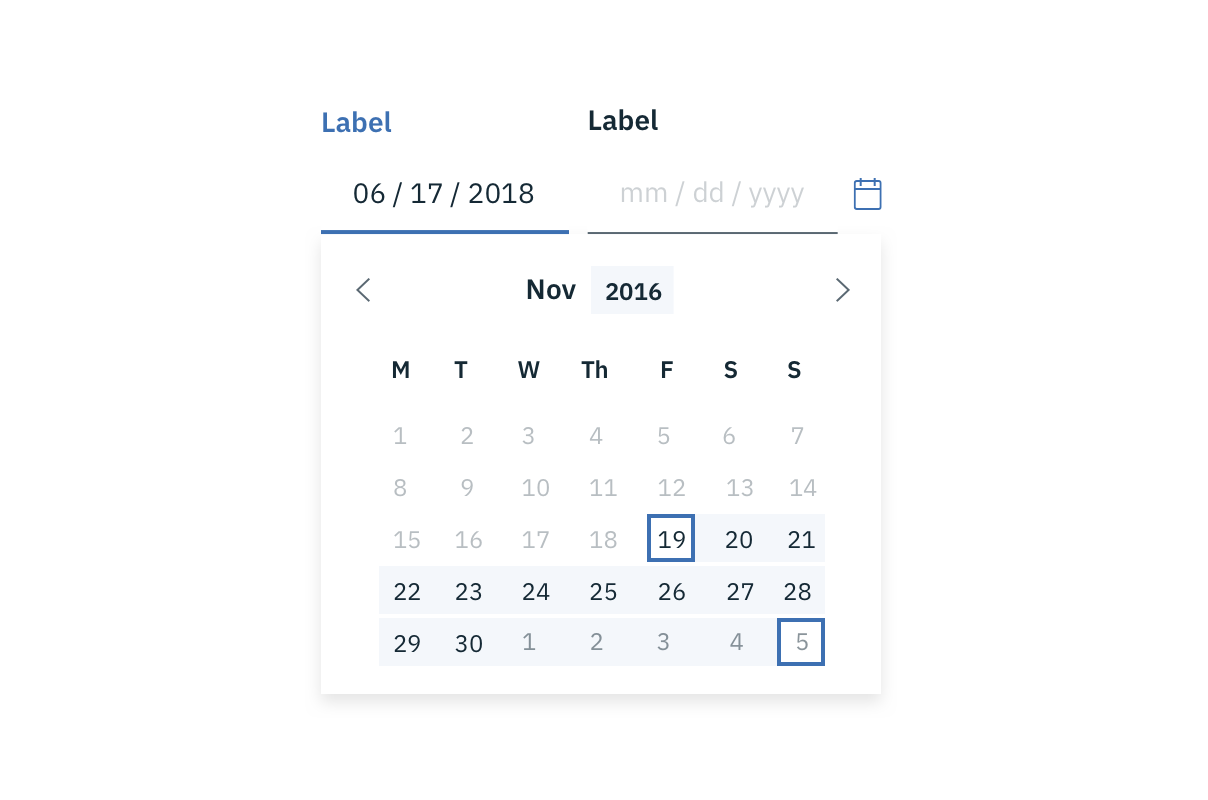 Label Label
06 / 17 / 2018 mm / dd / yyyy
Nov 2016
M T W Th F S S
1 2 3 4 5 6 7
8 9 10 11 12 13 14
15 16 17 18 19 20 21
22 23 24 25 26 27 28
29 30 1 2 3 4 5